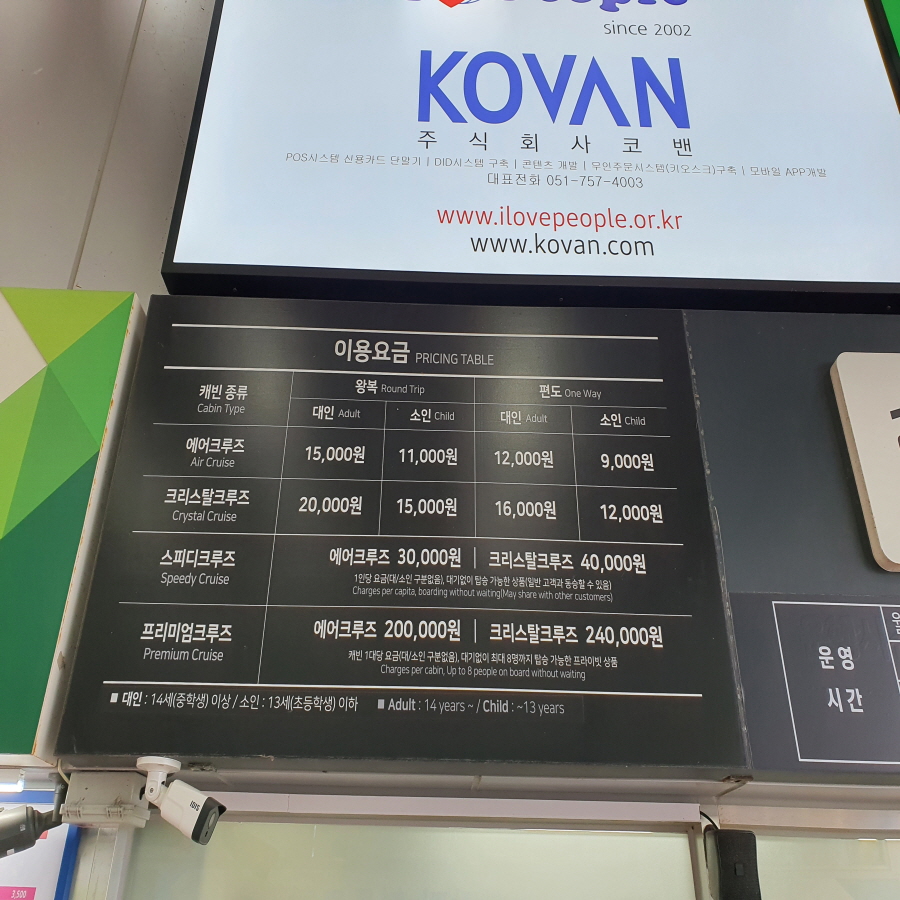 since 2002
KOVAN
주식회사코밴
POS시스템 신용카드 단말기 | DID시스템 구축 | 콘텐츠 개발 | 무인주문시스템(키오스크)구축 | 모바일 APP개발
대표전화 051-757-4003
www.ilovepeople.or.kr
www.kovan.com
이용요금 PRICING TABLE
캐빈 종류 왕복 Round Trip 편도 One Way
Cabin Type 대인 Adult 소인 Child 대인 Adult 소인 Child
에어크루즈 15,000원 11,000원 12,000원 9,000원
Air Cruise
크리스탈크루즈 20,000원 15,000원 16,000원 12,000원
Crystal Cruise
스피디크루즈 에어크루즈 30,000원 | 크리스탈크루즈 40,000원
Speedy Cruise 1인당 요금(대/소인 구분없음), 대기없이 탑승 가능한 상품(일반 고객과 동승할 수 있음)
Charges per capita, boarding without waiting(May share with other customers)
프리미엄크루즈 에어크루즈 200,000원 | 크리스탈크루즈 240,000원
Premium Cruise 캐빈 1대당 요금(대/소인 구분없음), 대기없이 최대 8명까지 탑승 가능한 프라이빗 상품
Charges per cabin, Up to 8 people on board without waiting
■ 대인 : 14세(중학생) 이상 / 소인 : 13세(초등학생) 이하 ■ Adult : 14 years ~ / Child : ~13 years
운영
시간
IDIS
3,500